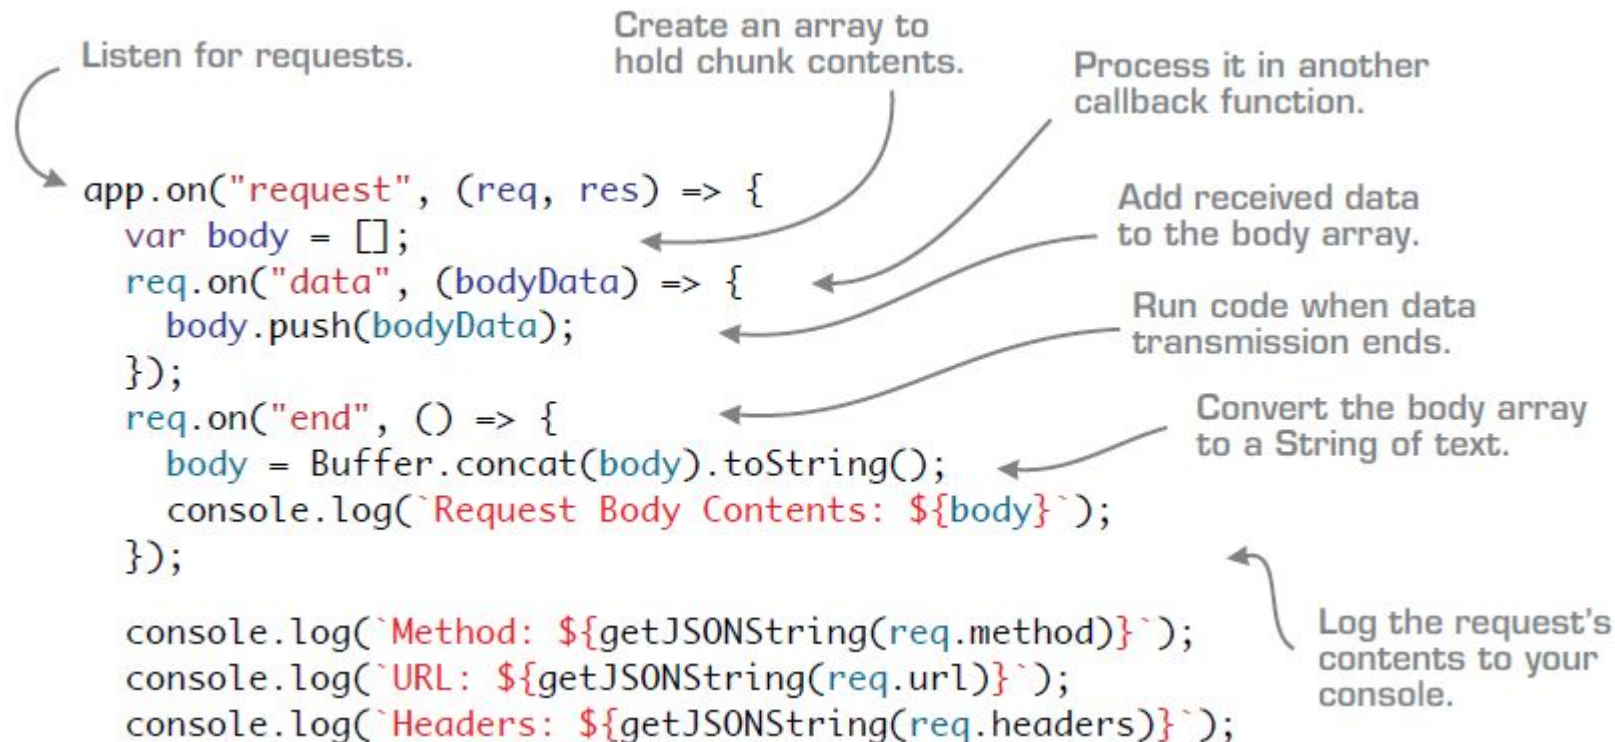 Listen for requests.
Create an array to
hold chunk contents.
Process it in another
callback function.
app.on("request", (req, res) => {
var body = [];
Add received data
to the body array.
req.on("data", (bodyData) => {
body.push(bodyData);
Run code when data
transmission ends.
});
req.on("end", () => {
Convert the body array
to a String of text.
body = Buffer.concat(body).toString();
console.log(`Request Body Contents: ${body}`);
});
Log the request's
contents to your
console.
console.log(`Method: ${getJSONString(req.method)}`);
console.log(`URL: ${getJSONString(req.url)}`);
console.log(`Headers: ${getJSONString(req.headers)}`);